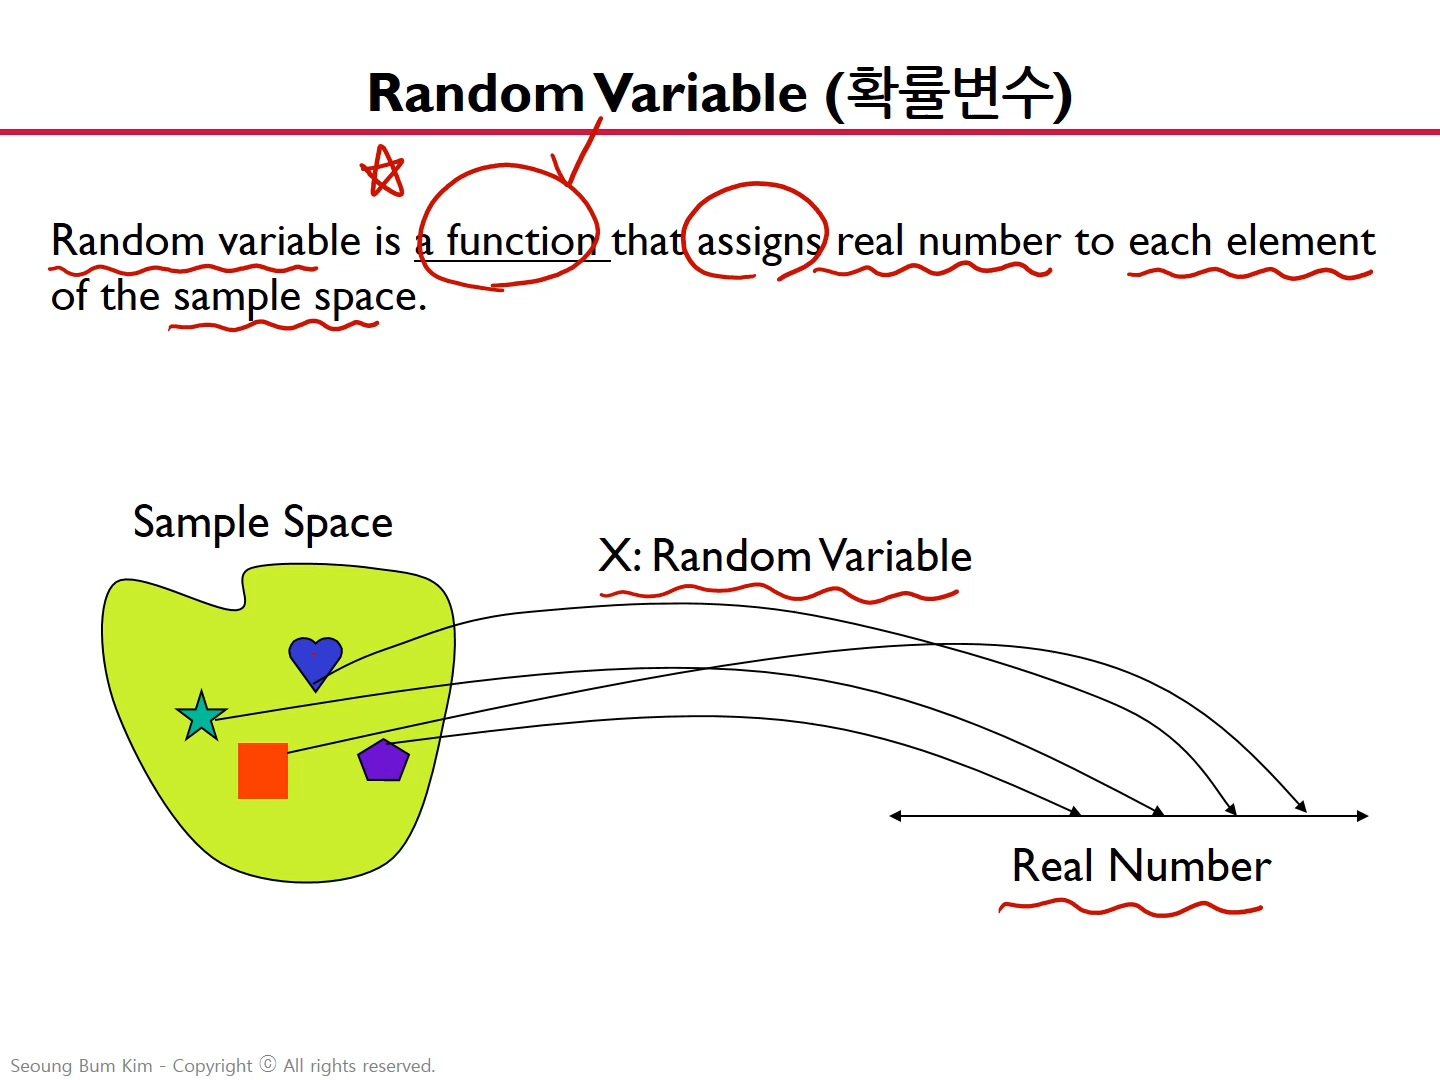 Random Variable (확률변수)
Random variable is a function that assigns real number to each element
of the sample space.
Sample Space
X: Random Variable
Real Number
Seoung Bum Kim - Copyright ⓒ All rights reserved.